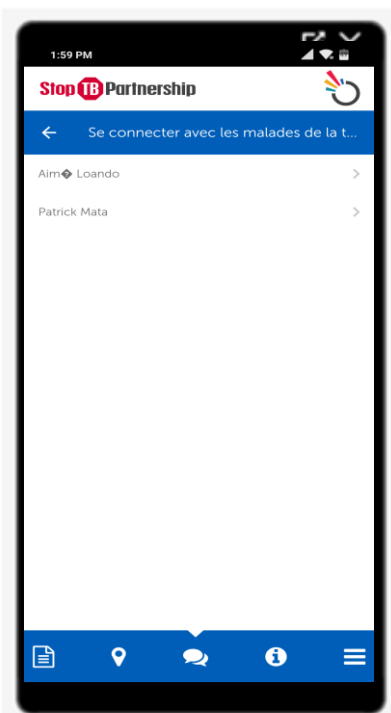 1:59 PM
Stop TB Partnership
Se connecter avec les malades de la t...
Aim� Loando
Patrick Mata